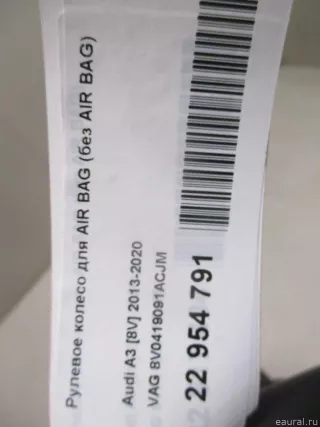 Рулевое колесо для AIR BAG (без AIR BAG)
Audi A3 [8V] 2013-2020
VAG 8V0419091ACJM
22 954 791
eaural.ru